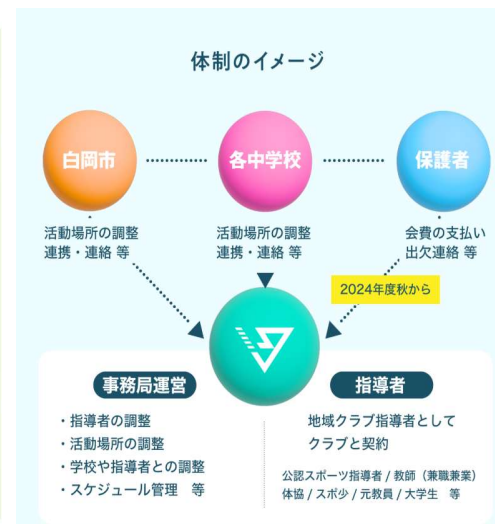 体制のイメージ
白岡市
各中学校
保護者
活動場所の調整
連携・連絡 等
活動場所の調整
連携・連絡 等
会費の支払い
出欠連絡 等
2024年度秋から
事務局運営
・指導者の調整
・活動場所の調整
・学校や指導者との調整
・スケジュール管理 等
指導者
地域クラブ指導者として
クラブと契約
公認スポーツ指導者 / 教師（兼職兼業）
体協 / スポ少 / 元教員 / 大学生 等